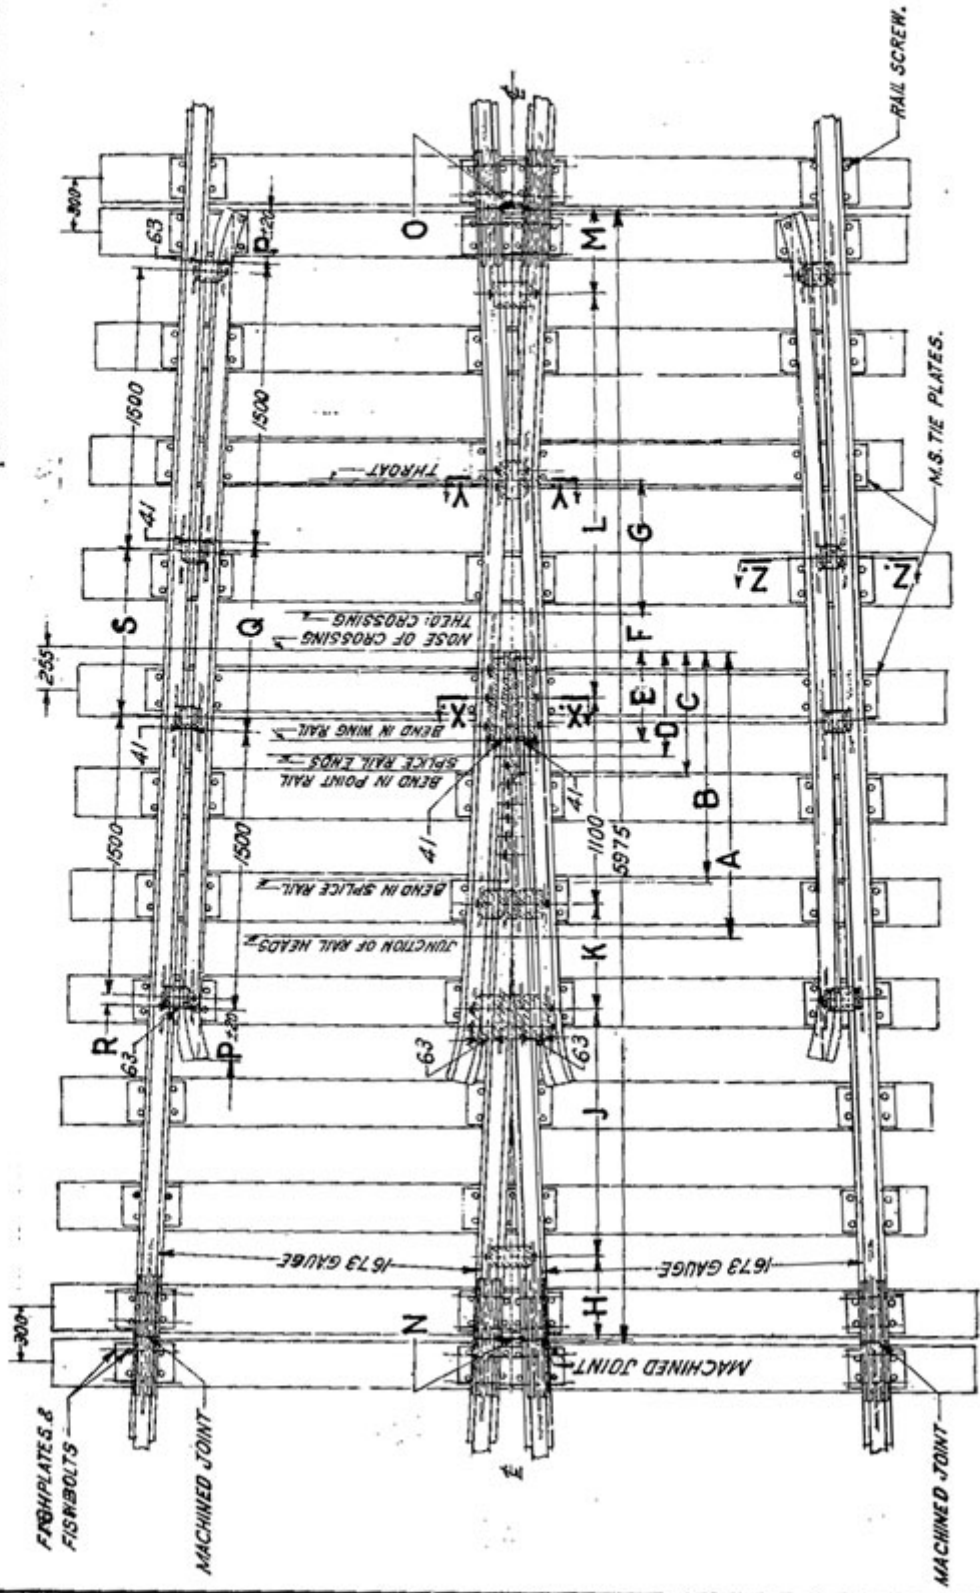 300
63
P ±20
1500
1500
41
S
Q
255
41
1500
1500
R
63
P ±20
300
FISHPLATES &
FISHBOLTS
MACHINED JOINT
1673 GAUGE
1673 GAUGE
O
M
THROAT
Y
Y
L
G
THEO: CROSSING
NOSE OF CROSSING
F
E
X
X
D
C
BEND IN WING RAIL
SPLICE RAIL ENDS
BEND IN POINT RAIL
41
41
B
A
1100
5975
BEND IN SPLICE RAIL
JUNCTION OF RAIL HEADS
K
63
63
J
H
N
MACHINED JOINT
RAIL SCREW.
M.S. TIE PLATES.
Z
Z
MACHINED JOINT